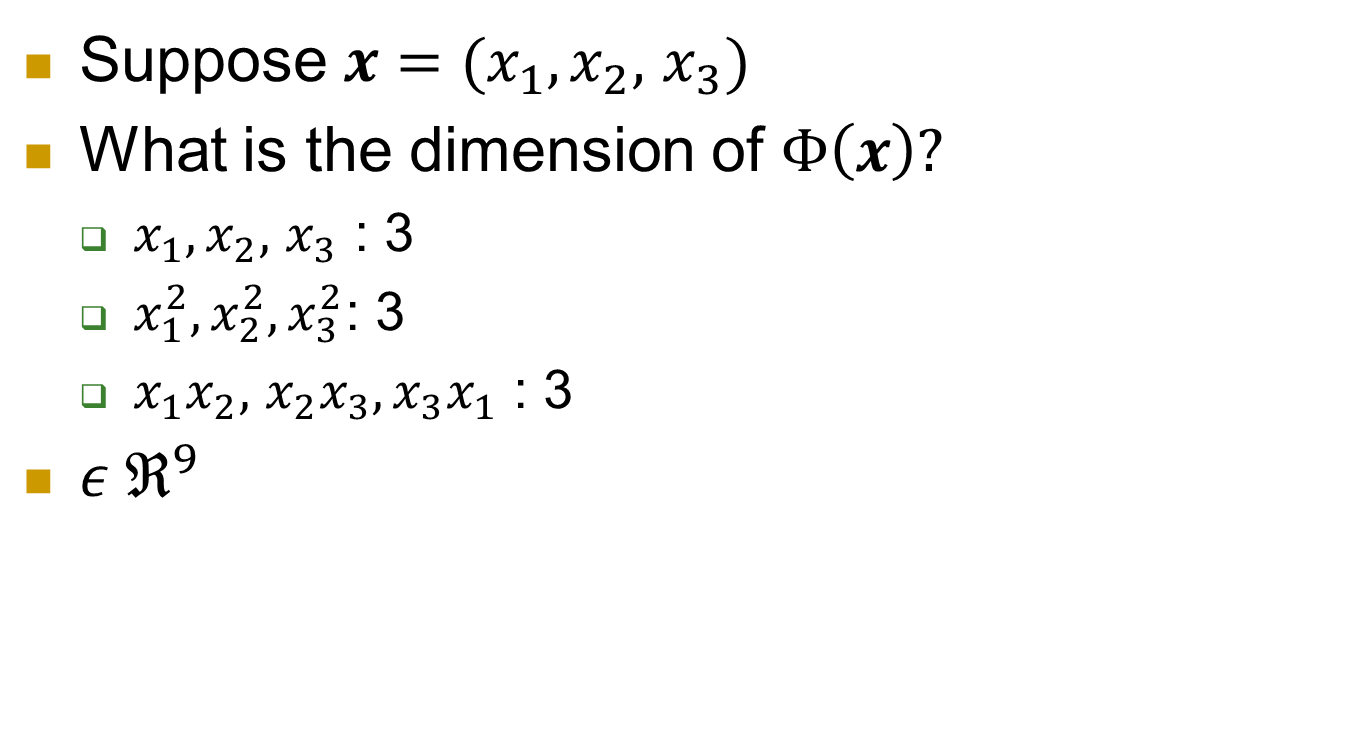 Suppose 𝒙 = (𝑥₁, 𝑥₂, 𝑥₃)
What is the dimension of Φ(𝒙)?
𝑥₁, 𝑥₂, 𝑥₃ : 3
𝑥₁², 𝑥₂², 𝑥₃²: 3
𝑥₁𝑥₂, 𝑥₂𝑥₃, 𝑥₃𝑥₁ : 3
𝜖 ℜ⁹